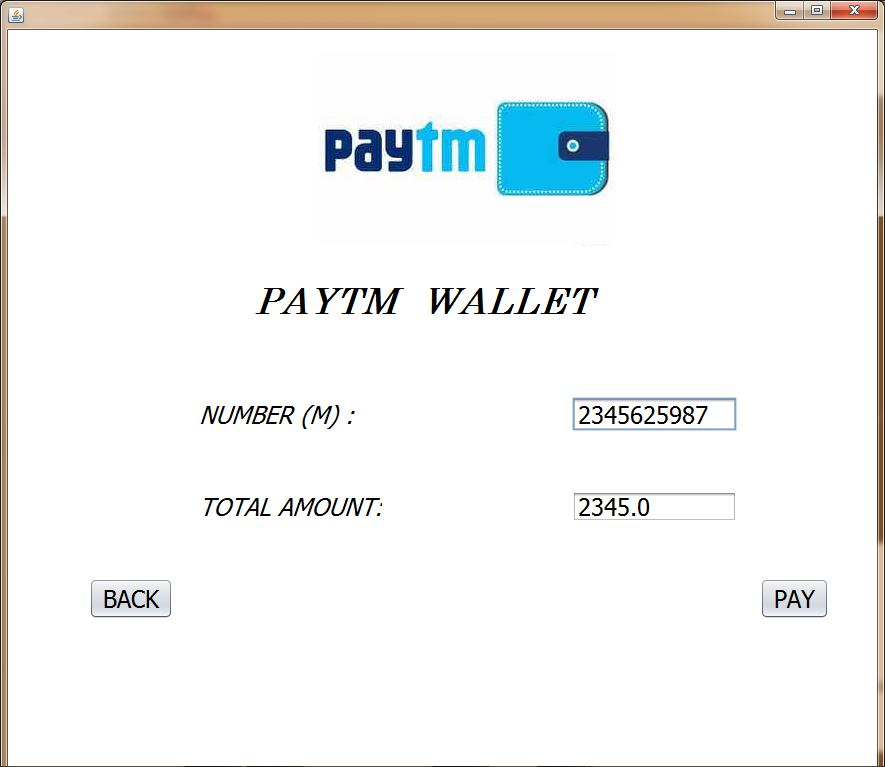 paytm
PAYTM WALLET
NUMBER (M) : 2345625987
TOTAL AMOUNT: 2345.0
BACK PAY